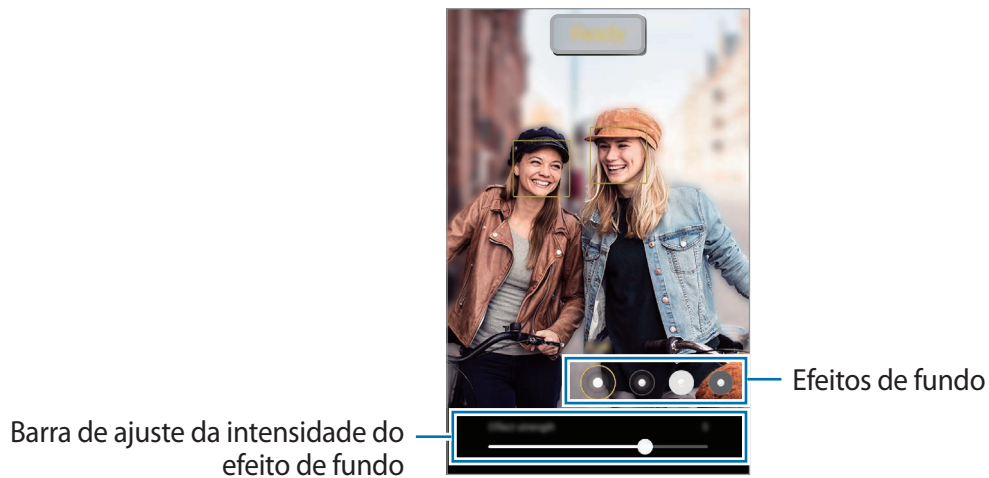 Efeitos de fundo
Barra de ajuste da intensidade do
efeito de fundo